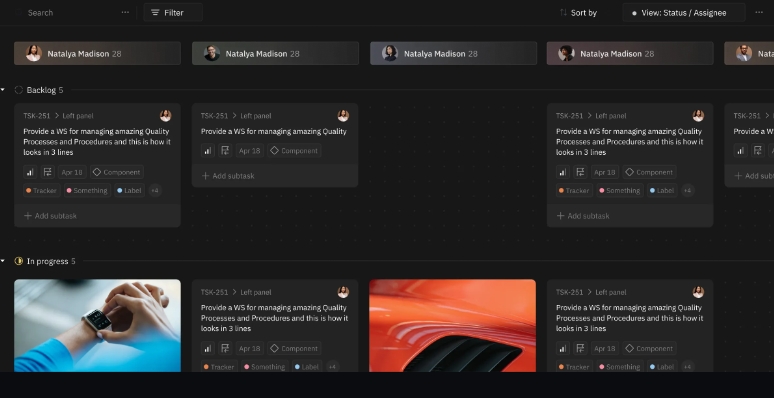 Search
Filter
Sort by
View: Status / Assignee
Natalya Madison 28
Natalya Madison 28
Natalya Madison 28
Natalya Madison 28
Natalya M
Backlog 5
TSK-251 > Left panel
Provide a WS for managing amazing Quality
Processes and Procedures and this is how it
looks in 3 lines
Apr 18
Component
Tracker
Something
Label
+4
+ Add subtask
TSK-251 > Left panel
Provide a WS for managing amazing Quality
Apr 18
Component
+ Add subtask
TSK-251 > Left panel
Provide a WS for managing amazing Quality
Processes and Procedures and this is how it
looks in 3 lines
Apr 18
Component
Tracker
Something
Label
+4
+ Add subtask
TSK-251 >
Provide a W
+ Add subt
In progress 5
TSK-251 > Left panel
Provide a WS for managing amazing Quality
Processes and Procedures and this is how it
looks in 3 lines
Apr 18
Component
Tracker
Something
Label
+4
TSK-251 > Left panel
Provide a WS for managing amazing Quality
Processes and Procedures and this is how it
looks in 3 lines
Apr 18
Component
Tracker
Something
Label
+4